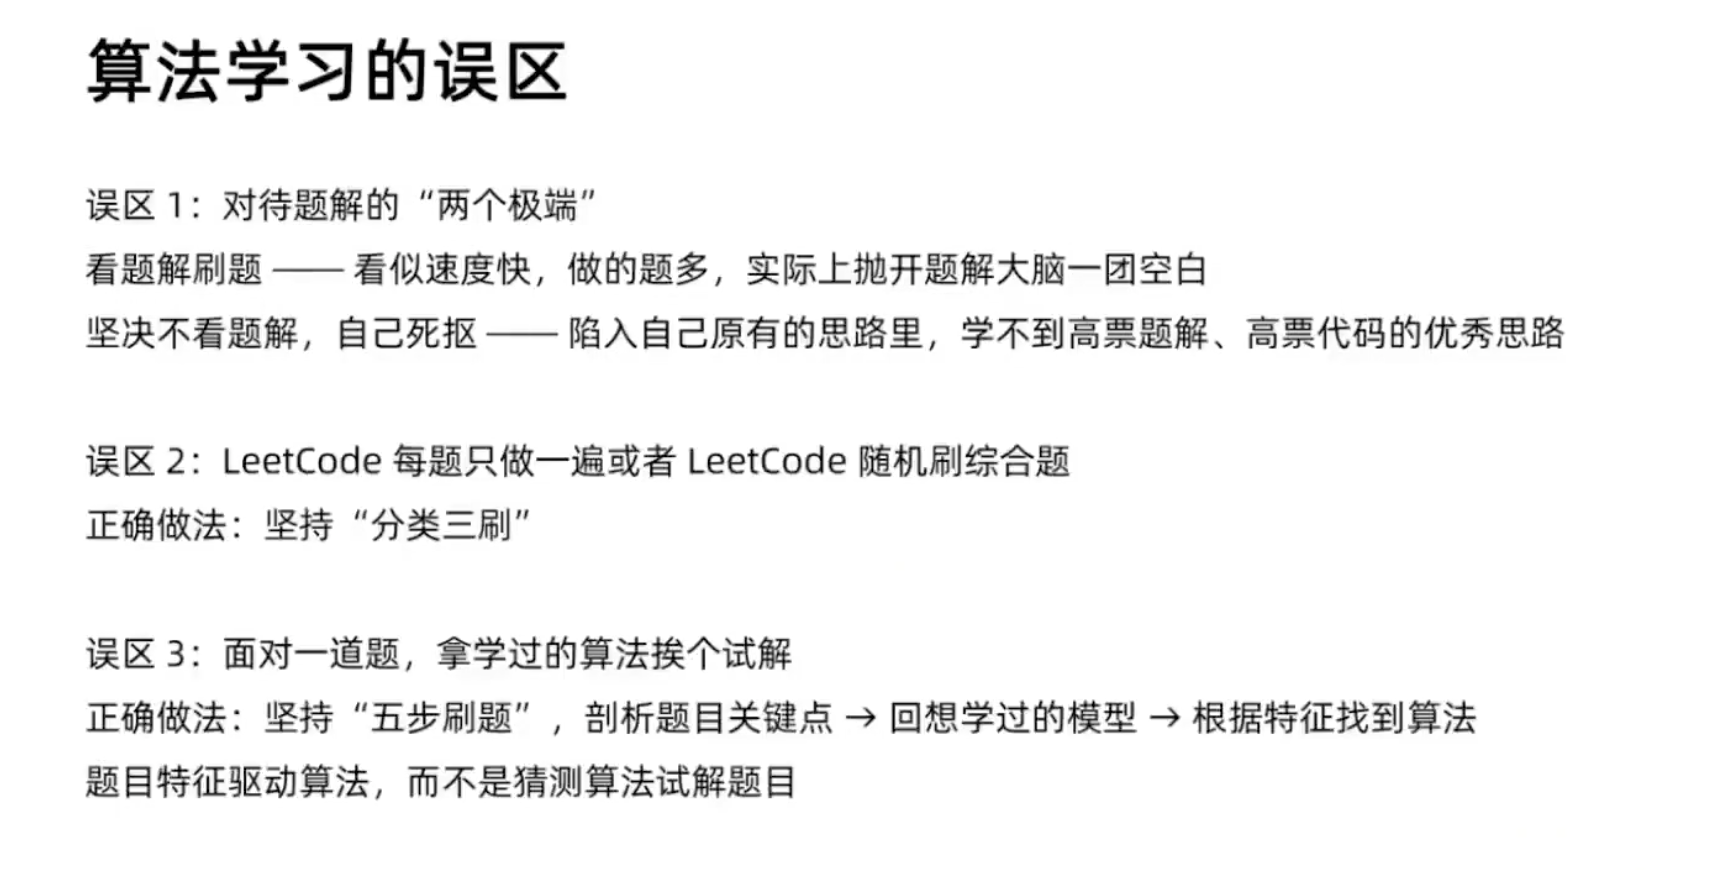 算法学习的误区
误区 1：对待题解的“两个极端”
看题解刷题 —— 看似速度快，做的题多，实际上抛开题解大脑一团空白
坚决不看题解，自己死抠 —— 陷入自己原有的思路里，学不到高票题解、高票代码的优秀思路
误区 2：LeetCode 每题只做一遍或者 LeetCode 随机刷综合题
正确做法：坚持“分类三刷”
误区 3：面对一道题，拿学过的算法挨个试解
正确做法：坚持“五步刷题”，剖析题目关键点 → 回想学过的模型 → 根据特征找到算法
题目特征驱动算法，而不是猜测算法试解题目